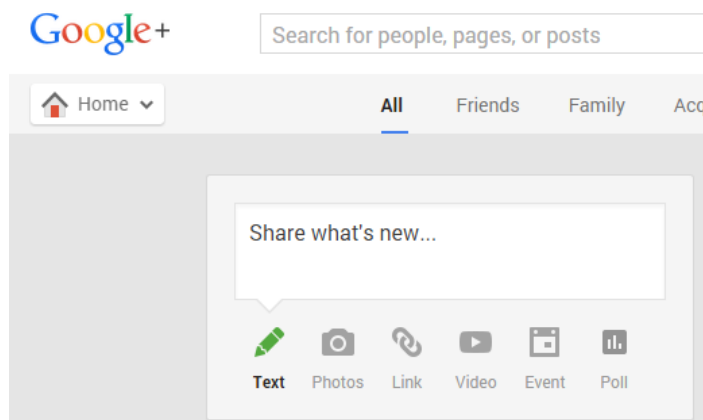 Google+
Search for people, pages, or posts
Home
All Friends Family Acq
Share what's new...
Text Photos Link Video Event Poll